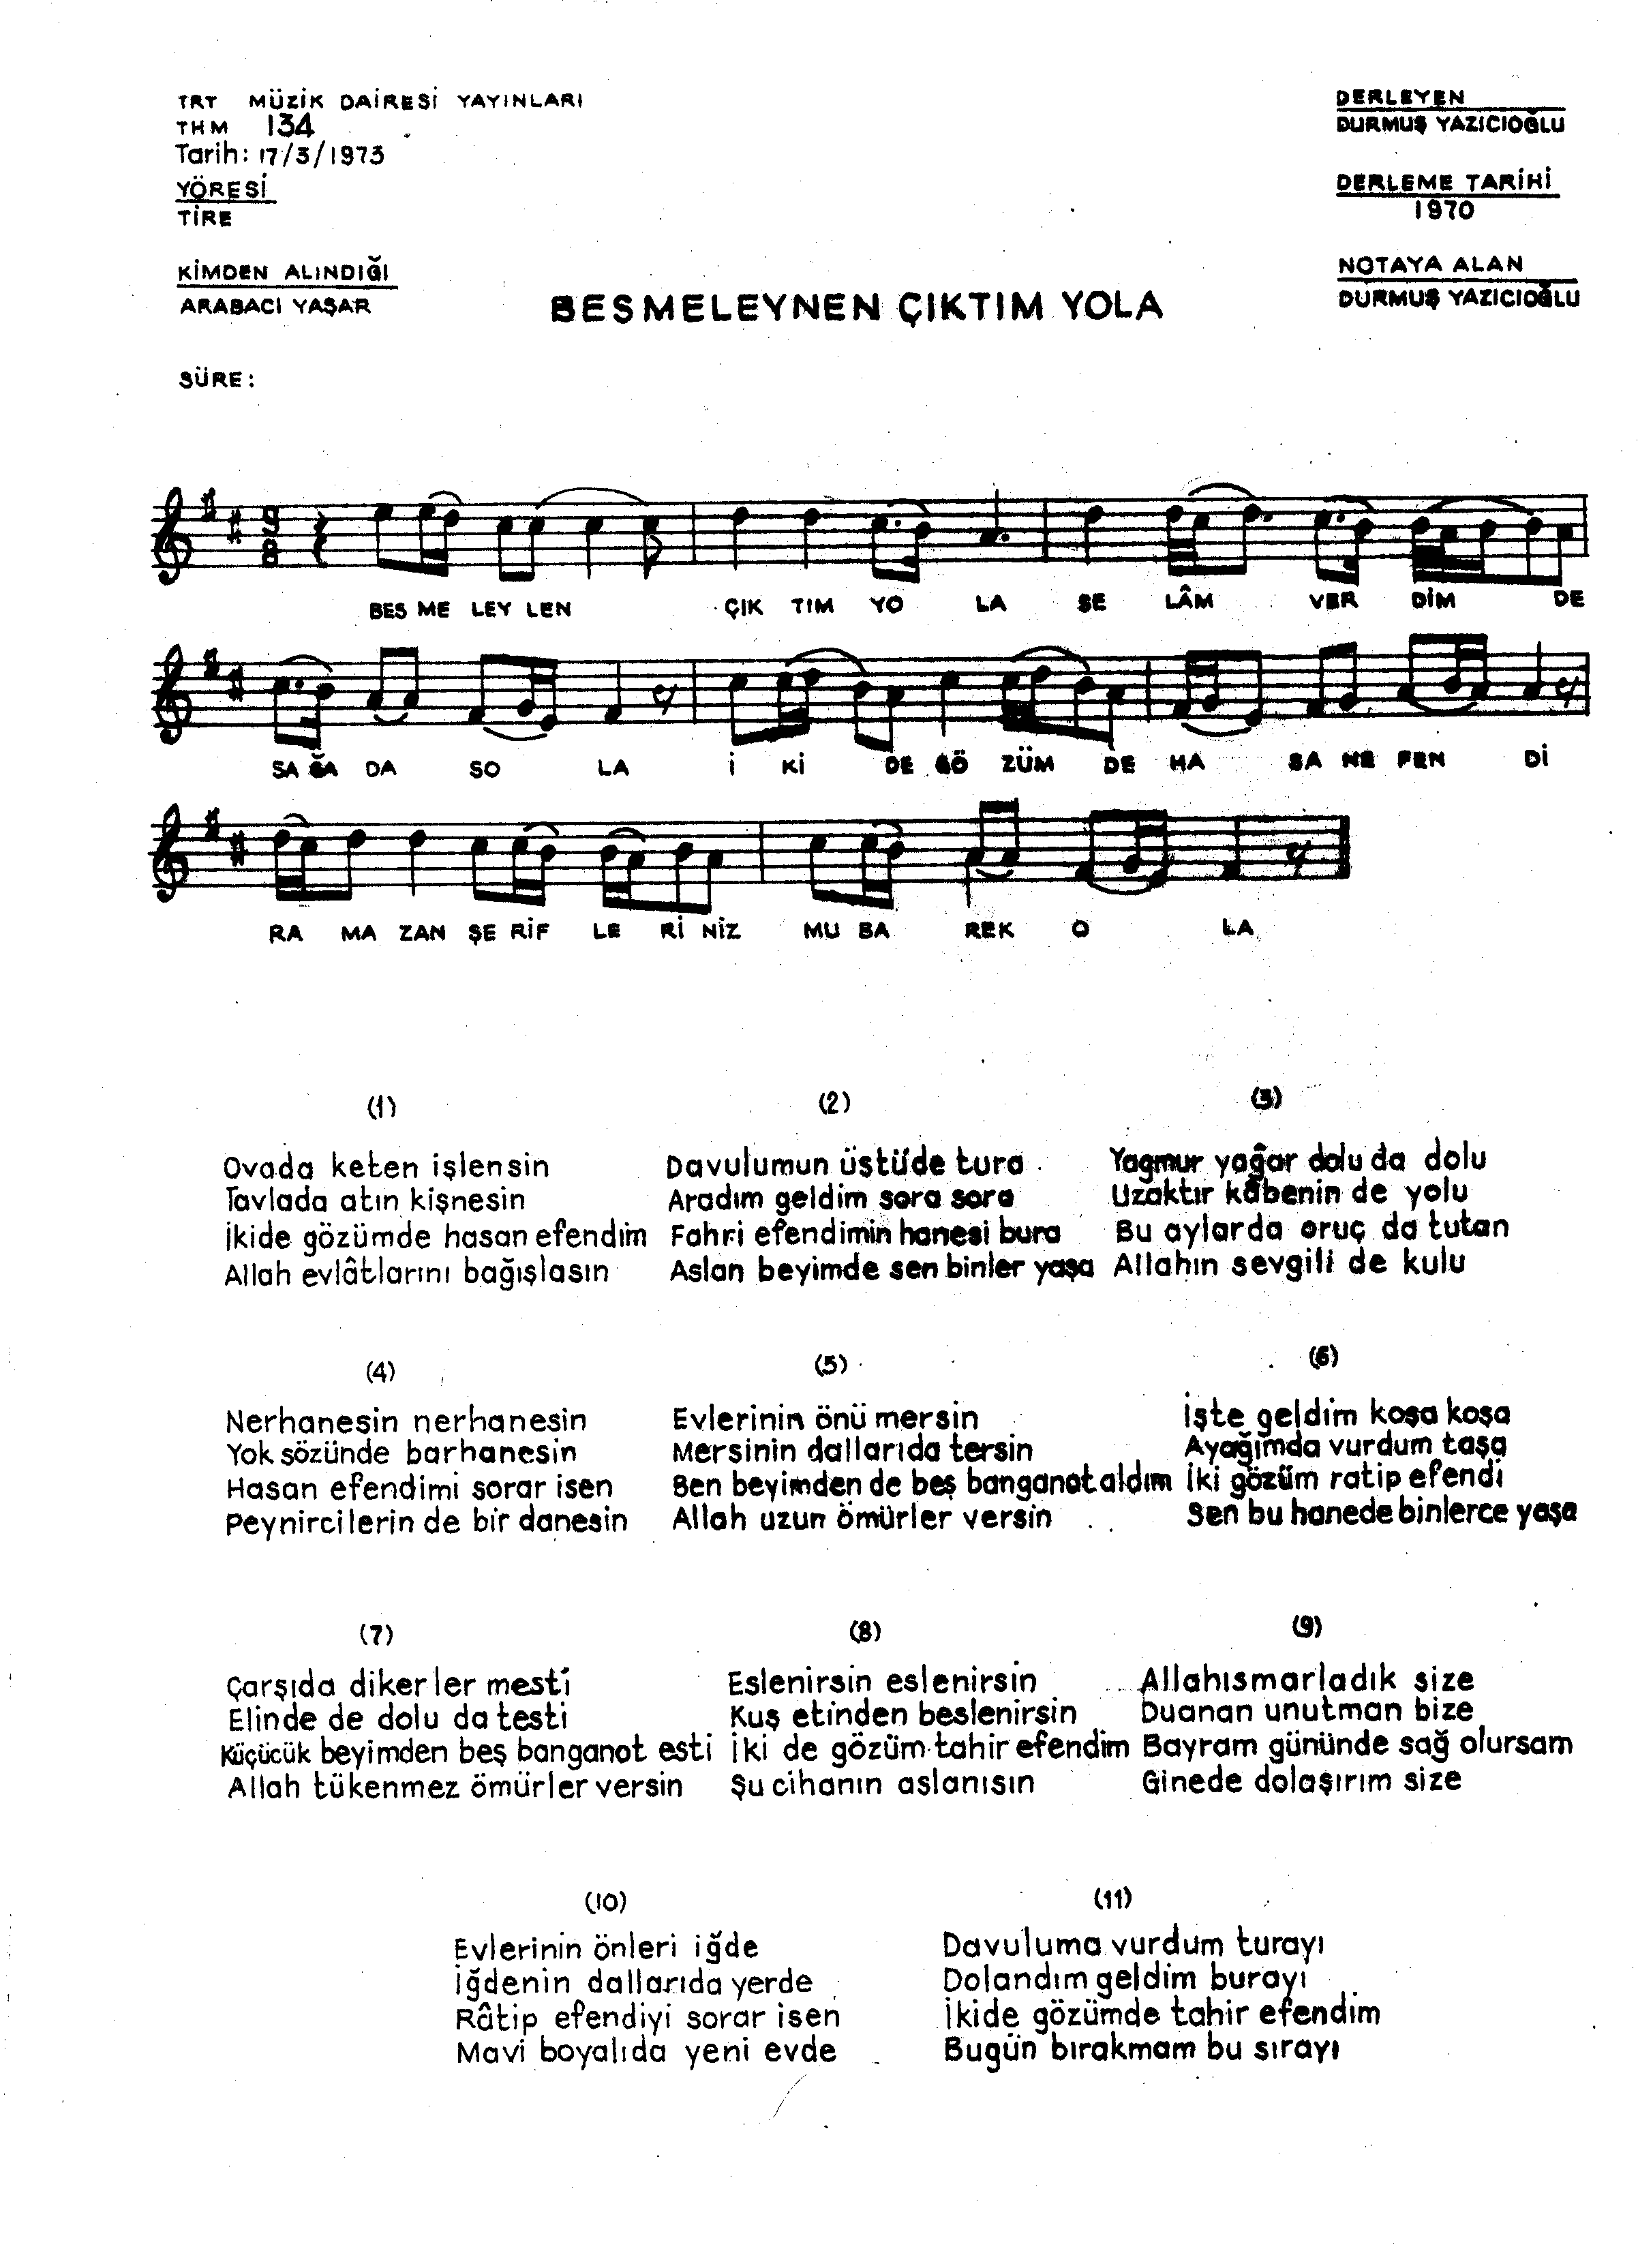 TRT MÜZİK DAİRESİ YAYINLARI
THM 134
Tarih: 17/3/1973
YÖRESİ
TİRE
KİMDEN ALINDIĞI
ARABACI YAŞAR
SÜRE:
DERLEYEN
DURMUŞ YAZICIOĞLU
DERLEME TARİHİ
1970
NOTAYA ALAN
DURMUŞ YAZICIOĞLU
BESMELEYNEN ÇIKTIM YOLA
9
8
BES ME LEY LEN ÇIK TIM YO LA SE LÂM VER DİM DE
SA ĞA DA SO LA İ Kİ DE GÖ ZÜM DE HA SA NE FEN Dİ
RA MA ZAN ŞE RİF LE Rİ NİZ MU BA REK O LA
(1)
Ovada keten işlensin
Tavlada atın kişnesin
İkide gözümde hasan efendim
Allah evlâtlarını bağışlasın
(2)
Davulumun üstüde tura
Aradım geldim sora sora
Fahri efendimin hanesi bura
Aslan beyimde sen binler yaşa
(3)
Yagmur yağar dolu da dolu
Uzaktır kâbenin de yolu
Bu aylarda oruç da tutan
Allahın sevgili de kulu
(4)
Nerhanesin nerhanesin
Yok sözünde barhanesin
Hasan efendimi sorar isen
Peynircilerin de bir danesin
(5)
Evlerinin önü mersin
Mersinin dallarıda tersin
Ben beyimden de beş banganot aldım
Allah uzun ömürler versin
(6)
İşte geldim koşa koşa
Ayağımda vurdum taşa
İki gözüm ratip efendi
Sen bu hanede binlerce yaşa
(7)
Çarşıda dikerler mesti
Elinde de dolu da testi
Küçücük beyimden beş banganot esti
Allah tükenmez ömürler versin
(8)
Eslenirsin eslenirsin
Kuş etinden beslenirsin
İki de gözüm tahir efendim
Şu cihanın aslanısın
(9)
Allahısmarladık size
Duanan unutman bize
Bayram gününde sağ olursam
Ginede dolaşırım size
(10)
Evlerinin önleri iğde
İğdenin dallarıda yerde
Râtip efendiyi sorar isen
Mavi boyalıda yeni evde
(11)
Davuluma vurdum turayı
Dolandım geldim burayı
İkide gözümde tahir efendim
Bugün bırakmam bu sırayı